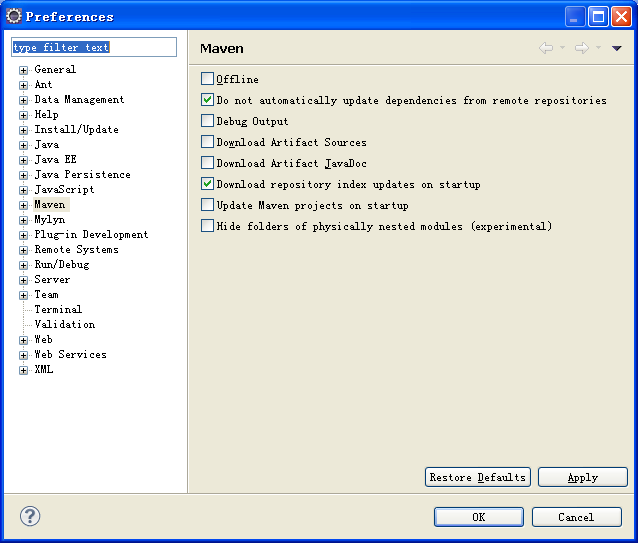 Preferences
type filter text
General
Ant
Data Management
Help
Install/Update
Java
Java EE
Java Persistence
JavaScript
Maven
Mylyn
Plug-in Development
Remote Systems
Run/Debug
Server
Team
Terminal
Validation
Web
Web Services
XML
Maven
Offline
Do not automatically update dependencies from remote repositories
Debug Output
Download Artifact Sources
Download Artifact JavaDoc
Download repository index updates on startup
Update Maven projects on startup
Hide folders of physically nested modules (experimental)
Restore Defaults
Apply
?
OK
Cancel